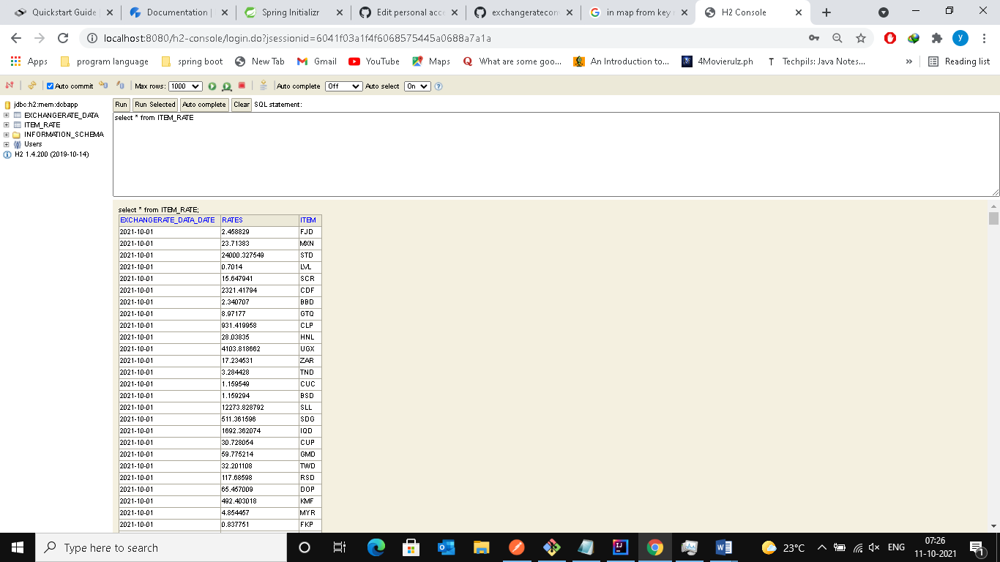 Quickstart Guide
Documentation
Spring Initializr
Edit personal acc
exchangeratecon
in map from key
H2 Console
localhost:8080/h2-console/login.do?jsessionid=6041f03a1f4f6068575445a0688a7a1a
y
Apps
program language
spring boot
New Tab
Gmail
YouTube
Maps
What are some goo...
An Introduction to...
4Movierulz.ph
T
Techpils: Java Notes...
»
Reading list
Auto commit
Max rows:
1000
Auto complete
Off
Auto select
On
jdbc:h2:mem:dcbapp
EXCHANGERATE_DATA
ITEM_RATE
INFORMATION_SCHEMA
Users
H2 1.4.200 (2019-10-14)
Run
Run Selected
Auto complete
Clear
SQL statement:
select * from ITEM_RATE
select * from ITEM_RATE;
EXCHANGERATE_DATA_DATE RATES ITEM
2021-10-01 2.458829 FJD
2021-10-01 23.71383 MXN
2021-10-01 24000.327549 STD
2021-10-01 0.7014 LVL
2021-10-01 15.647941 SCR
2021-10-01 2321.41794 CDF
2021-10-01 2.340707 BBD
2021-10-01 8.97177 GTQ
2021-10-01 931.419958 CLP
2021-10-01 28.03835 HNL
2021-10-01 4103.818662 UGX
2021-10-01 17.234531 ZAR
2021-10-01 3.284428 TND
2021-10-01 1.159549 CUC
2021-10-01 1.159294 BSD
2021-10-01 12273.828792 SLL
2021-10-01 511.361596 SDG
2021-10-01 1692.362074 IQD
2021-10-01 30.728054 CUP
2021-10-01 59.775214 GMD
2021-10-01 32.201108 TWD
2021-10-01 117.68598 RSD
2021-10-01 65.457009 DOP
2021-10-01 492.403018 KMF
2021-10-01 4.854457 MYR
2021-10-01 0.837751 FKP
Type here to search
23°C
ENG
07:26
11-10-2021
1